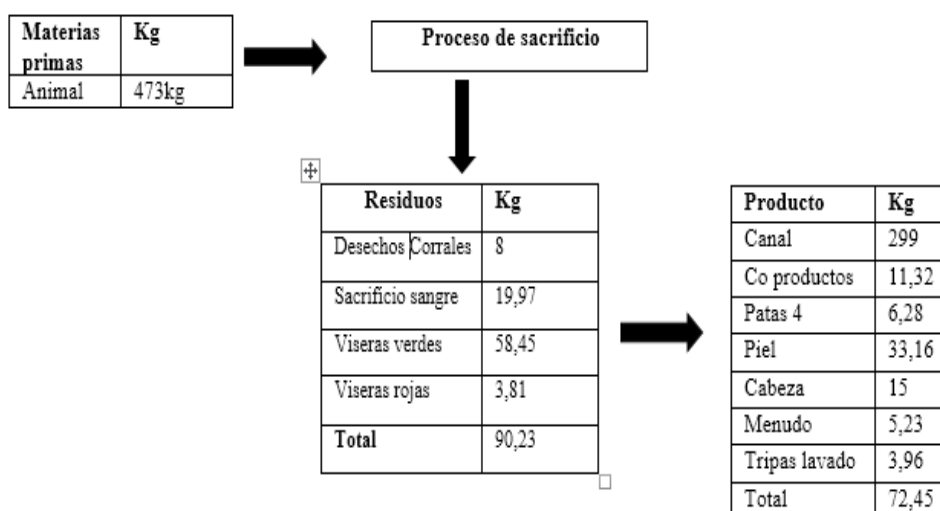 Materias primas Kg
Animal 473kg
Proceso de sacrificio
Residuos Kg
Desechos Corrales 8
Sacrificio sangre 19,97
Viseras verdes 58,45
Viseras rojas 3,81
Total 90,23
Producto Kg
Canal 299
Co productos 11,32
Patas 4 6,28
Piel 33,16
Cabeza 15
Menudo 5,23
Tripas lavado 3,96
Total 72,45